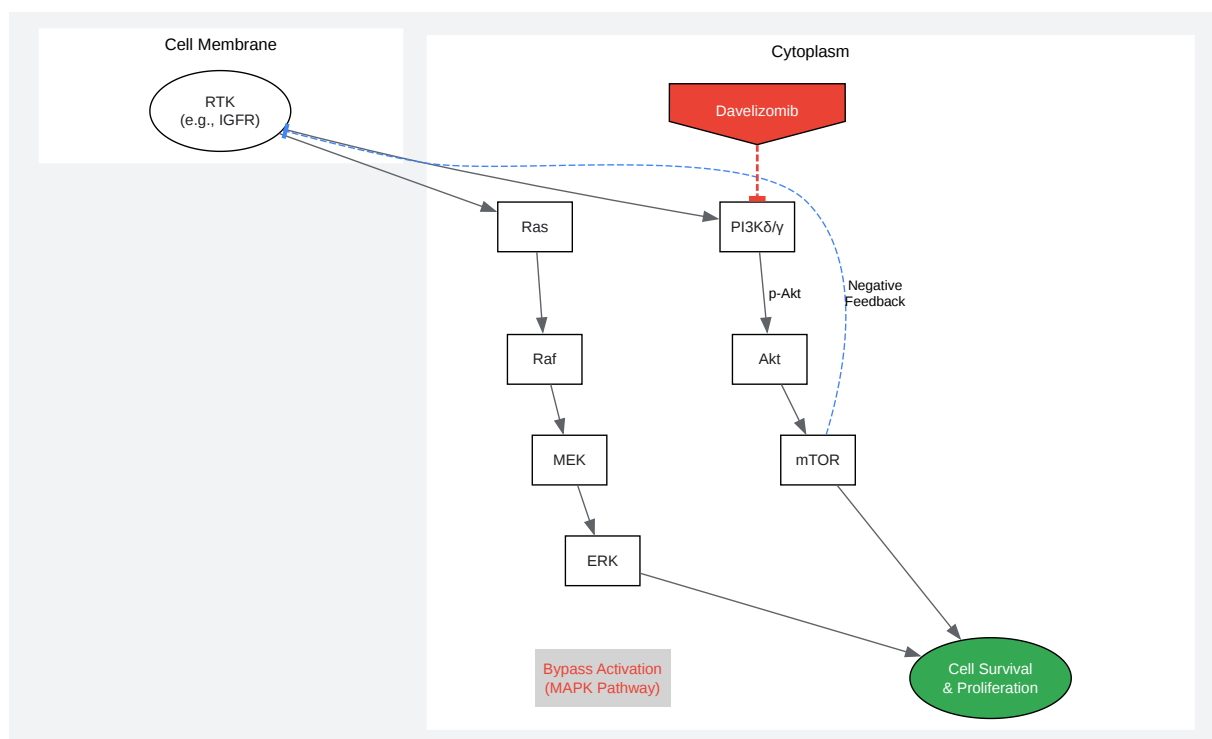 Cell Membrane
Cytoplasm
RTK
(e.g., IGFR)
Davelizomib
Ras
PI3Kδ/γ
p-Akt
Negative
Feedback
Raf
Akt
MEK
mTOR
ERK
Bypass Activation
(MAPK Pathway)
Cell Survival
& Proliferation